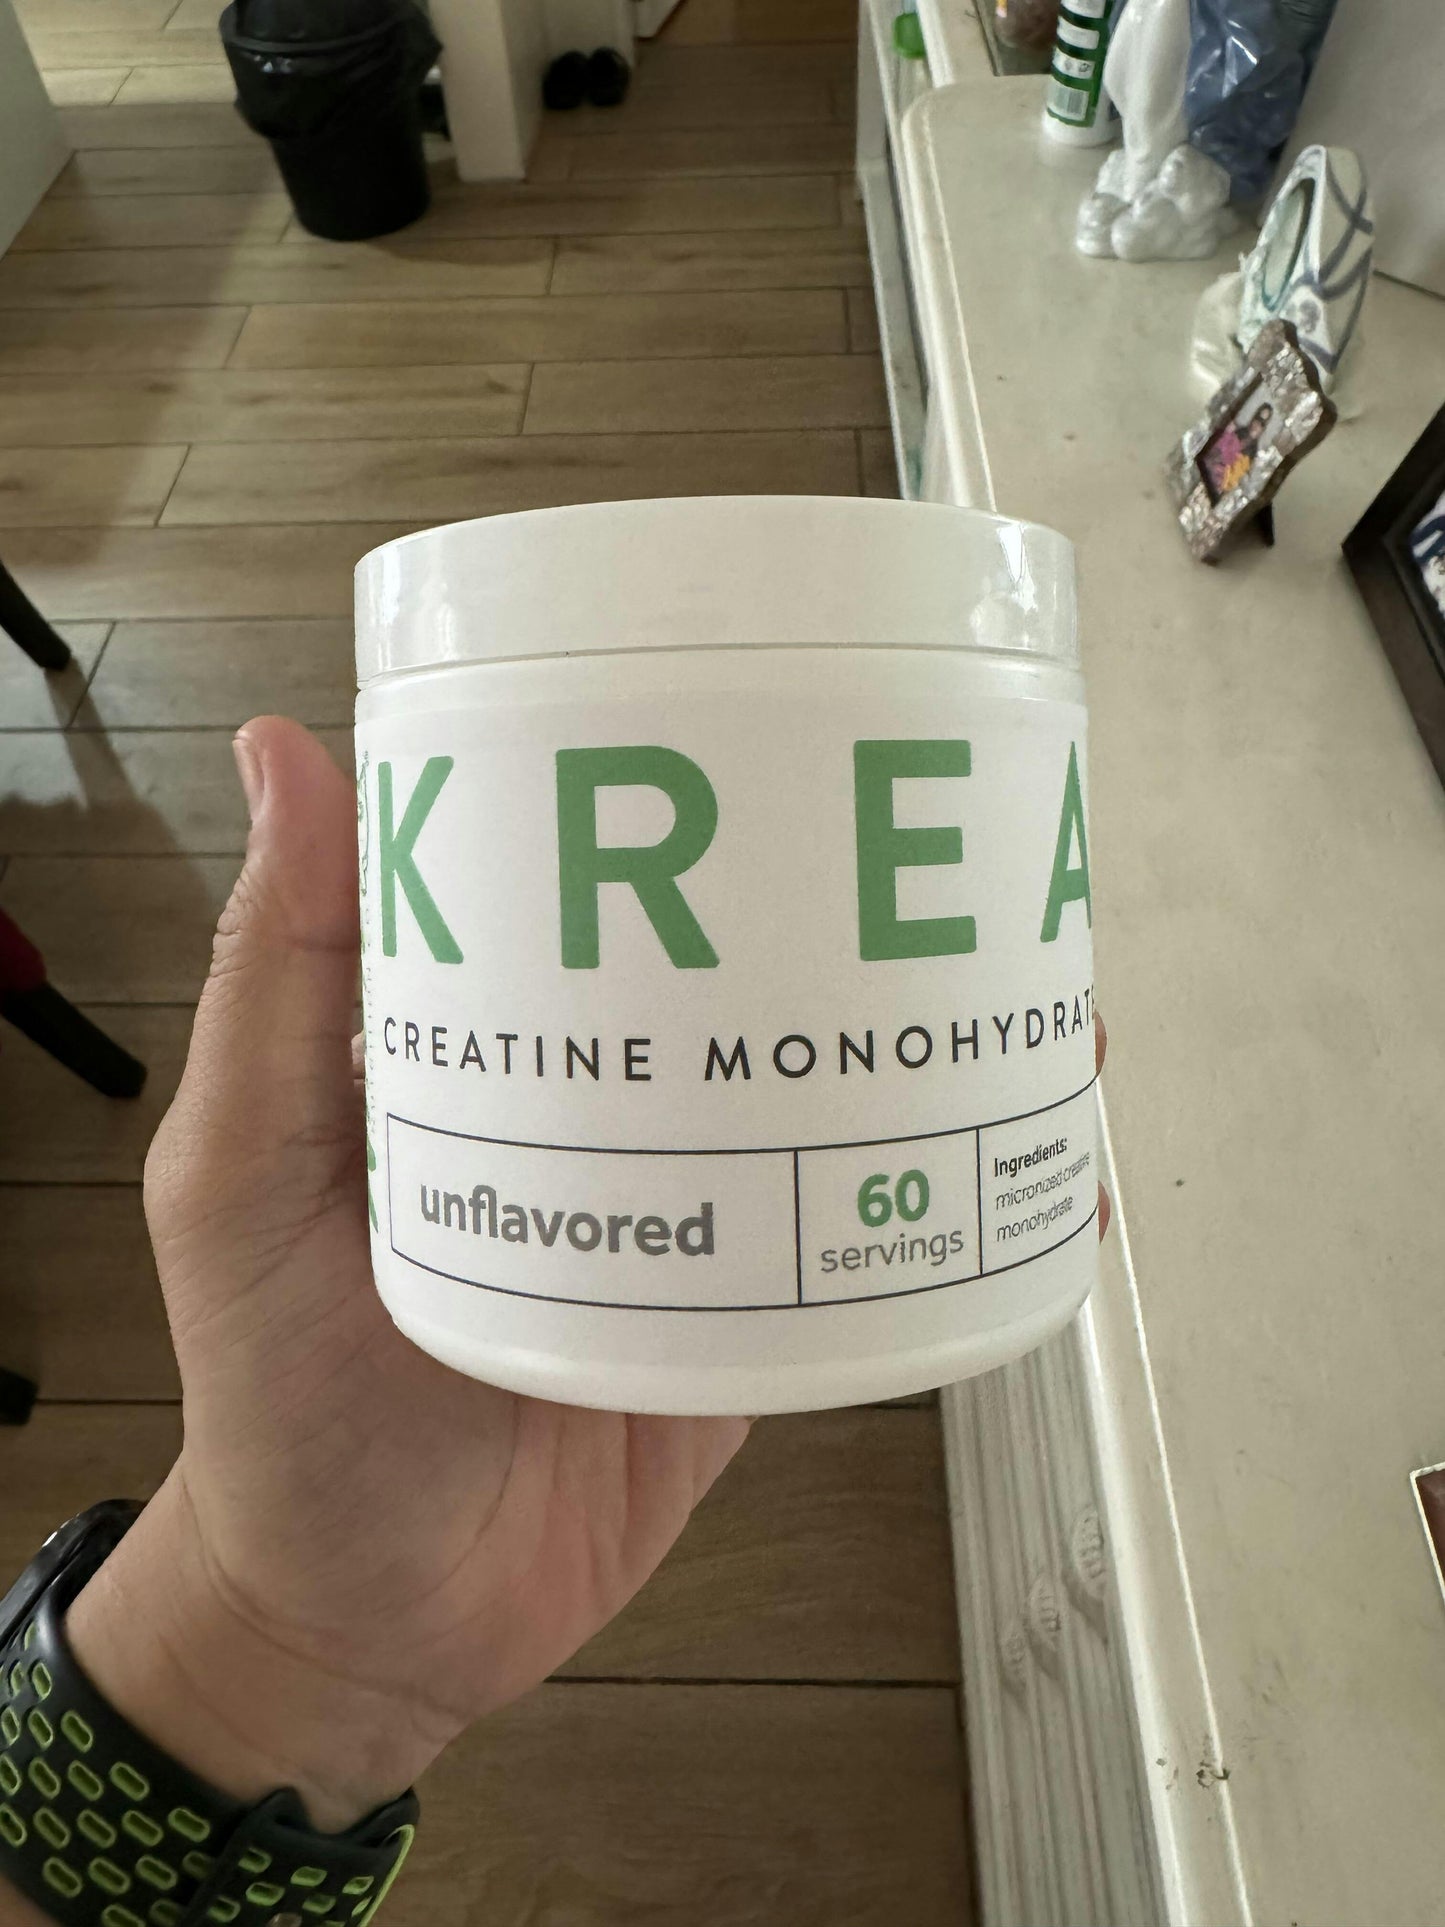 KREA
CREATINE MONOHYDRATE
unflavored
60
servings
Ingredients:
micronized creatine
monohydrate